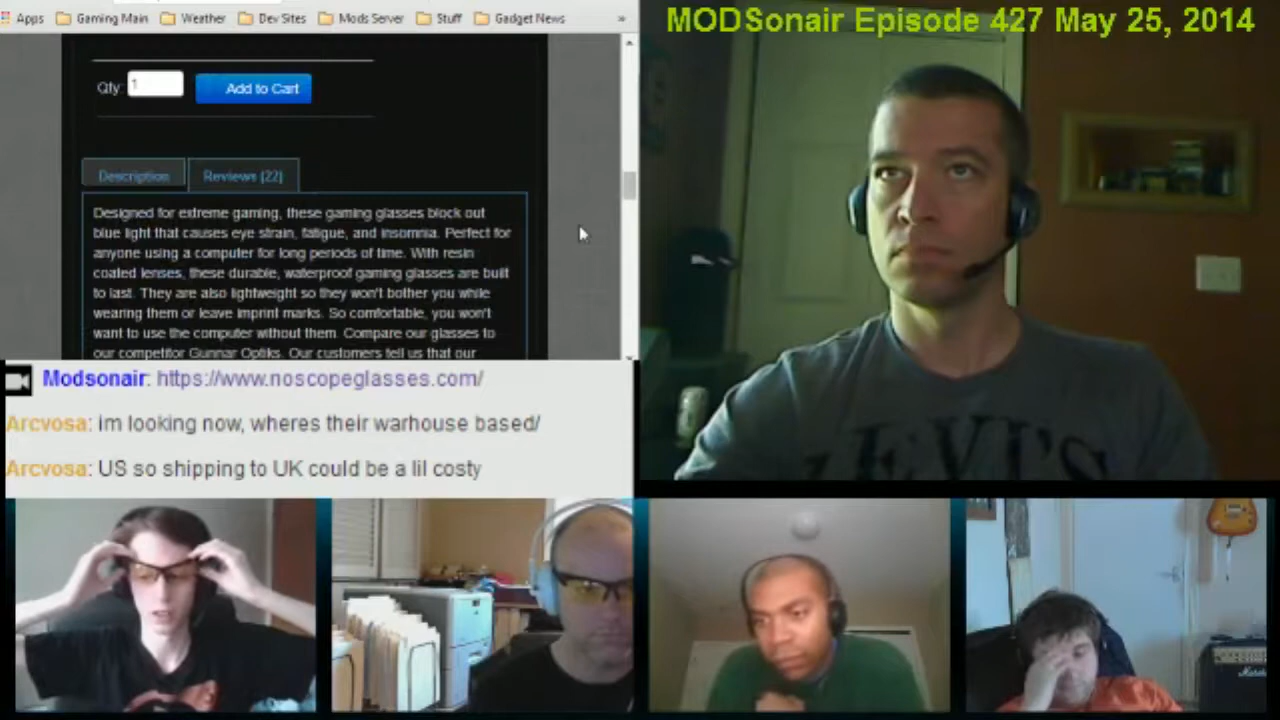 Apps Gaming Main Weather Dev Sites Mods Server Stuff Gadget News »
MODSonair Episode 427 May 25, 2014
Qty: 1 Add to Cart
Description Reviews (22)
Designed for extreme gaming, these gaming glasses block out
blue light that causes eye strain, fatigue, and insomnia. Perfect for
anyone using a computer for long periods of time. With resin
coated lenses, these durable, waterproof gaming glasses are built
to last. They are also lightweight so they won't bother you while
wearing them or leave imprint marks. So comfortable, you won't
want to use the computer without them. Compare our glasses to
our competitor Gunnar Optiks. Our customers tell us that our
LEVI'S
Modsonair: https://www.noscopeglasses.com/
Arcvosa: im looking now, wheres their warhouse based/
Arcvosa: US so shipping to UK could be a lil costy
Marshall